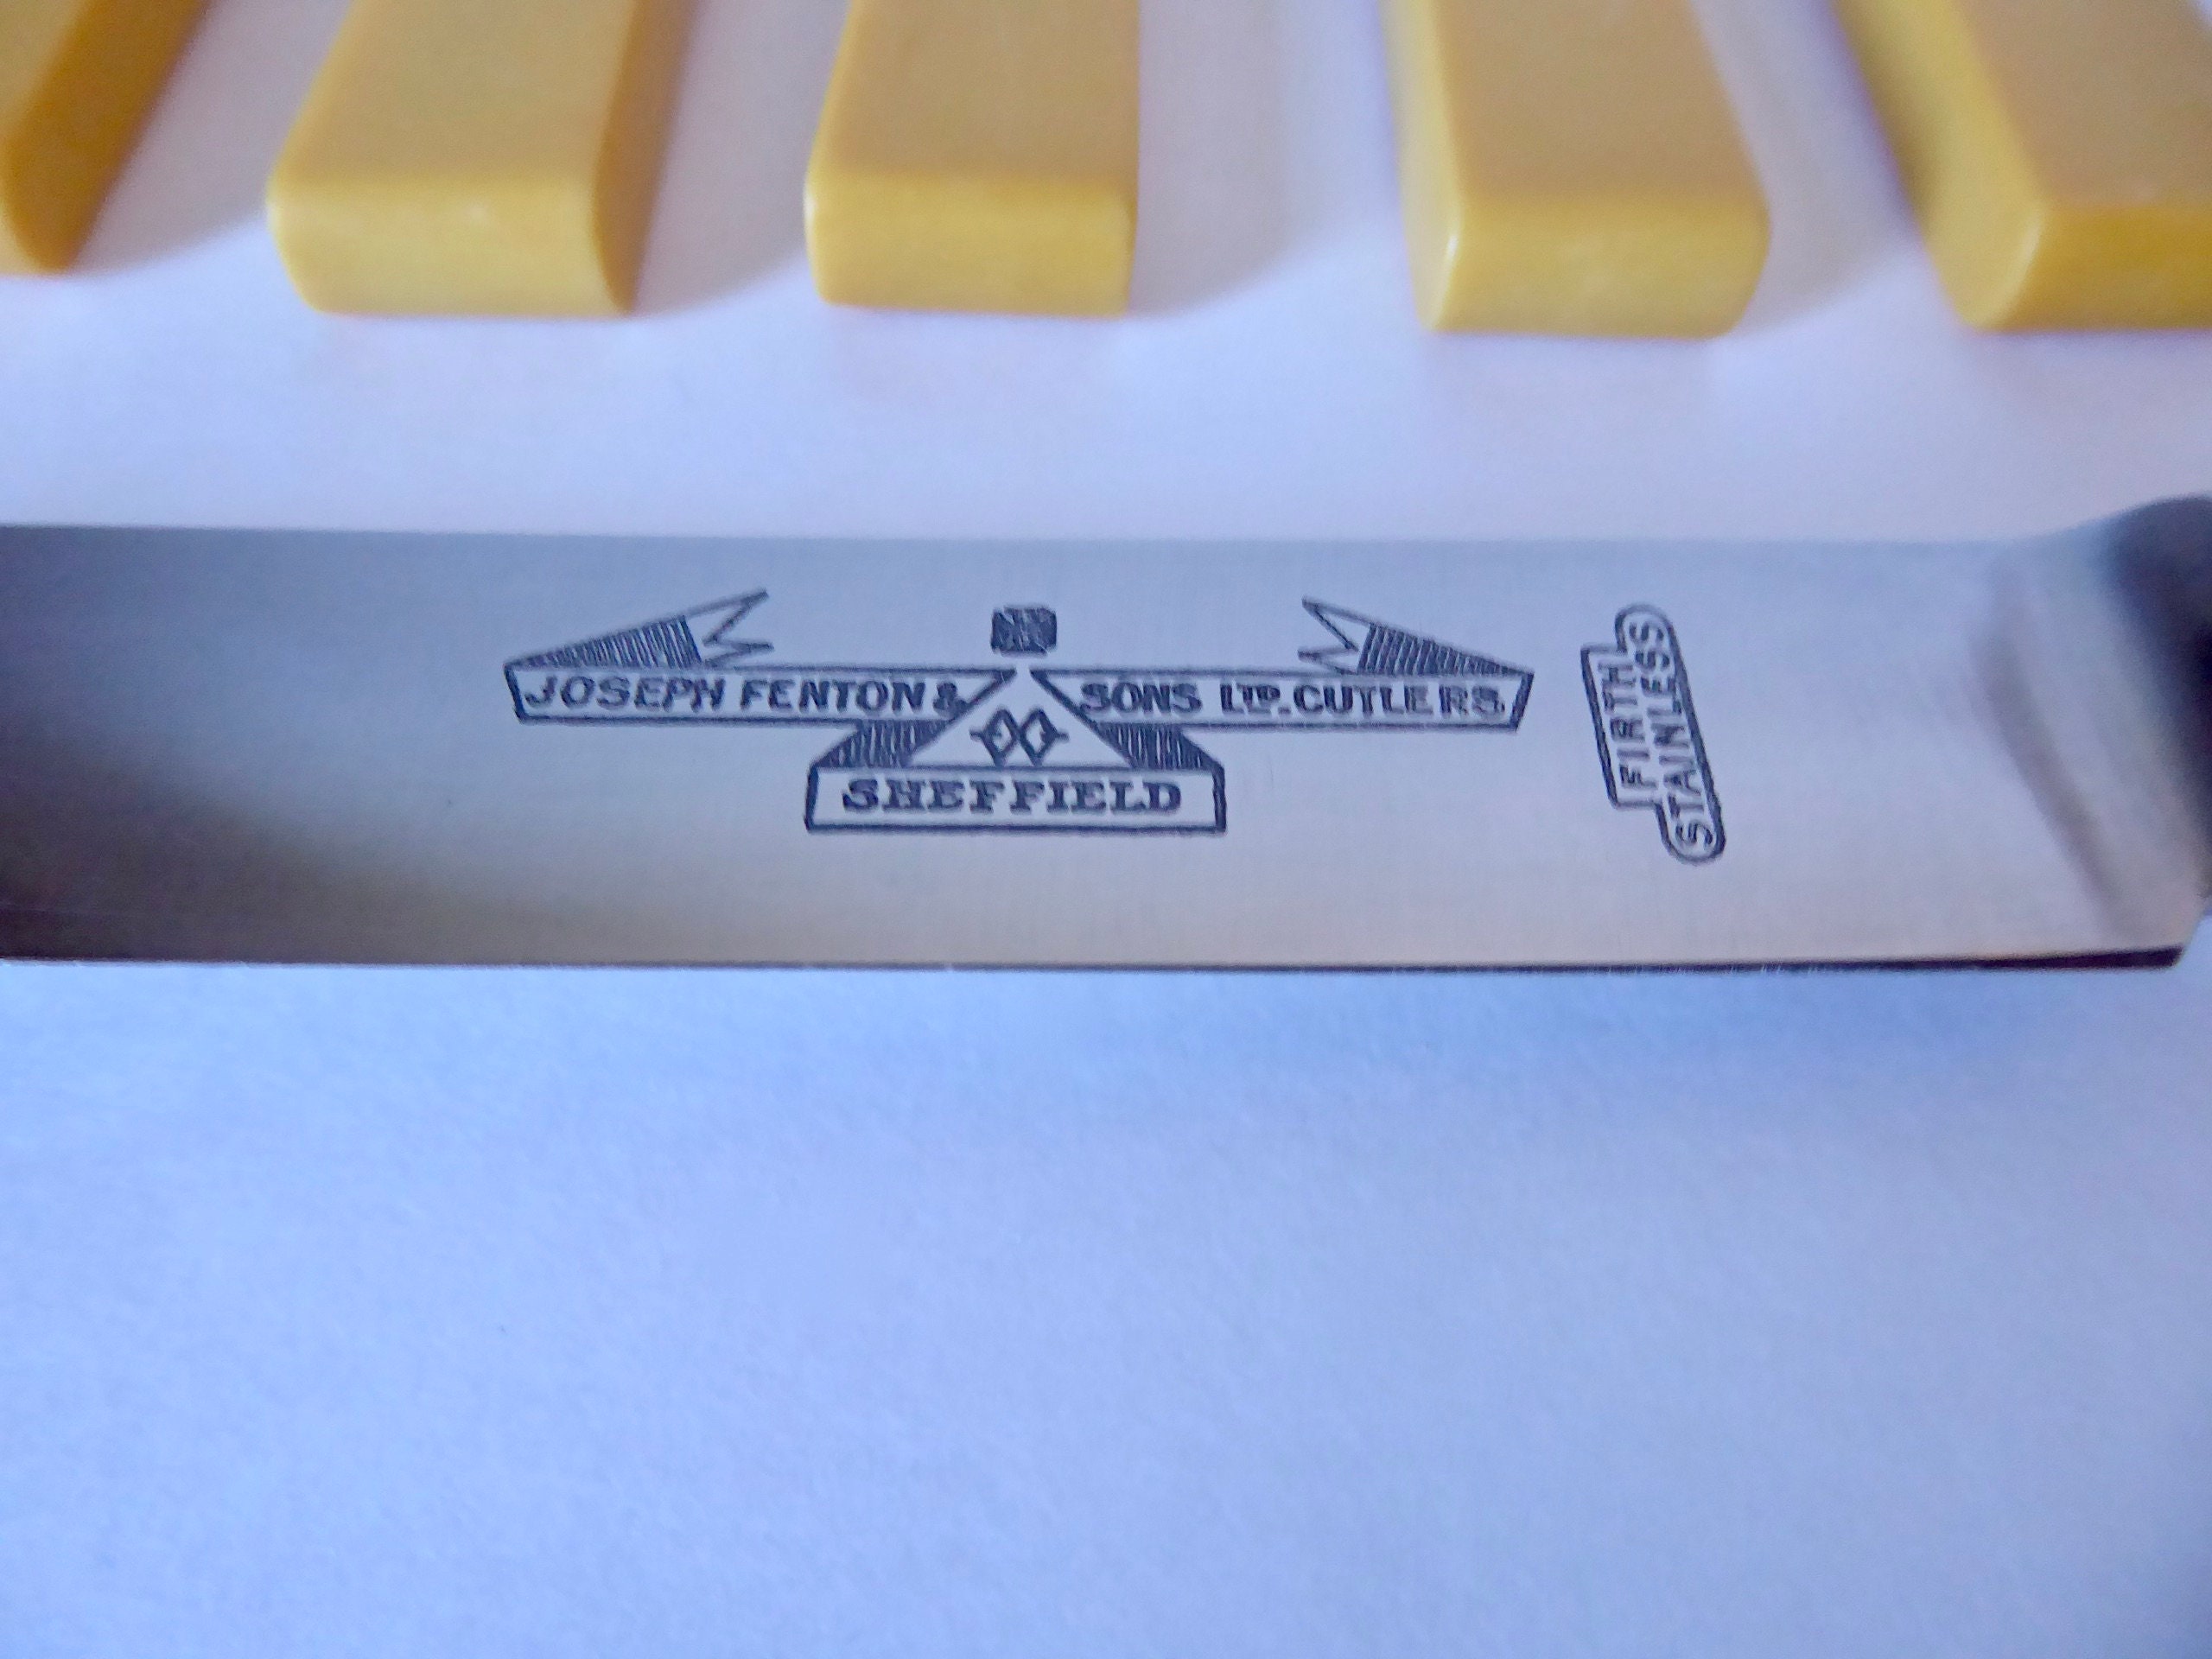 JOSEPH FENTON & SONS LTD. CUTLERS
SHEFFIELD
FIRTH
STAINLESS